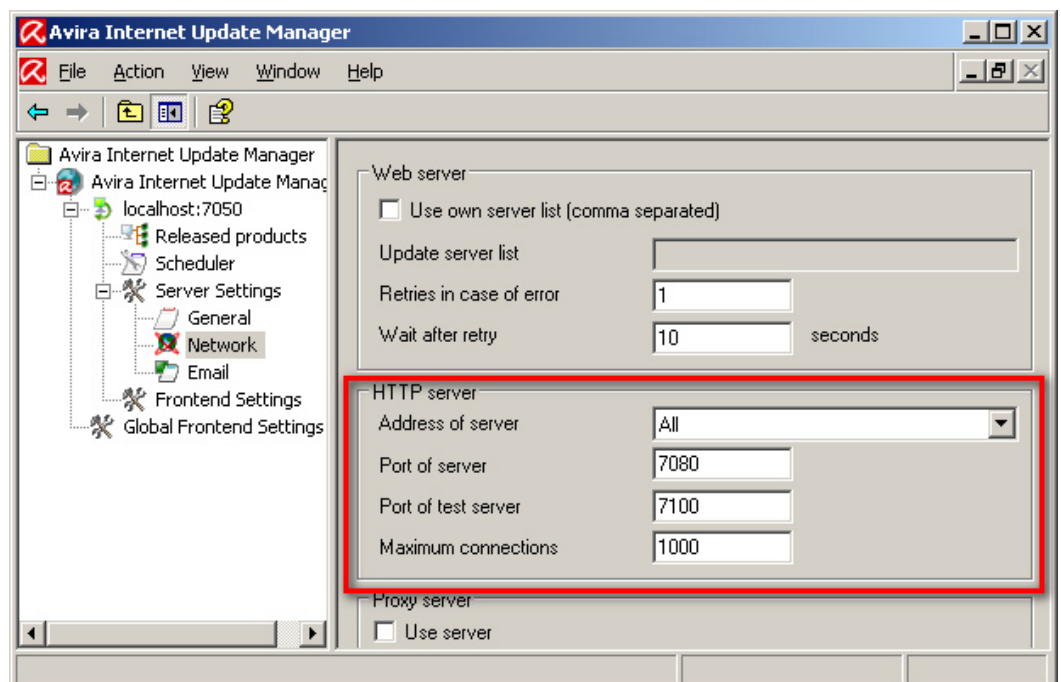 Avira Internet Update Manager
File Action View Window Help
Avira Internet Update Manager
Avira Internet Update Manag
localhost:7050
Released products
Scheduler
Server Settings
General
Network
Email
Frontend Settings
Global Frontend Settings
Web server
Use own server list (comma separated)
Update server list
Retries in case of error 1
Wait after retry 10 seconds
HTTP server
Address of server All
Port of server 7080
Port of test server 7100
Maximum connections 1000
Proxy server
Use server